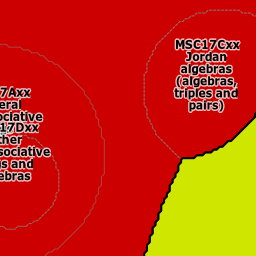 MSC17Cxx
Jordan
algebras
(algebras,
triples and
pairs)
7Axx
eral
ociative
17Dxx
ther
ssociative
s and
ebras